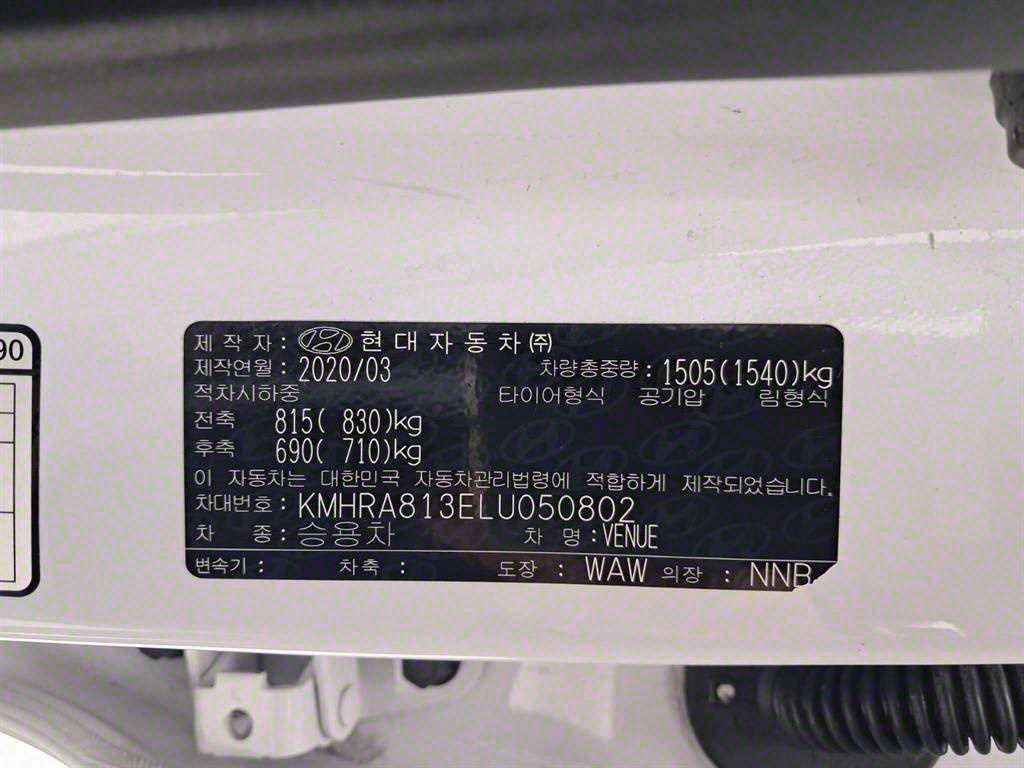 90
제 작 자 : 현대자동차㈜
제작연월 : 2020/03 차량총중량 : 1505(1540)kg
적차시하중 타이어형식 공기압 림형식
전축 815( 830)kg
후축 690( 710)kg
이 자동차는 대한민국 자동차관리법령에 적합하게 제작되었습니다.
차대번호 : KMHRA813ELU050802
차 종 : 승용차 차 명 : VENUE
변속기 : 차축 : 도장 : WAW 의장 : NNB